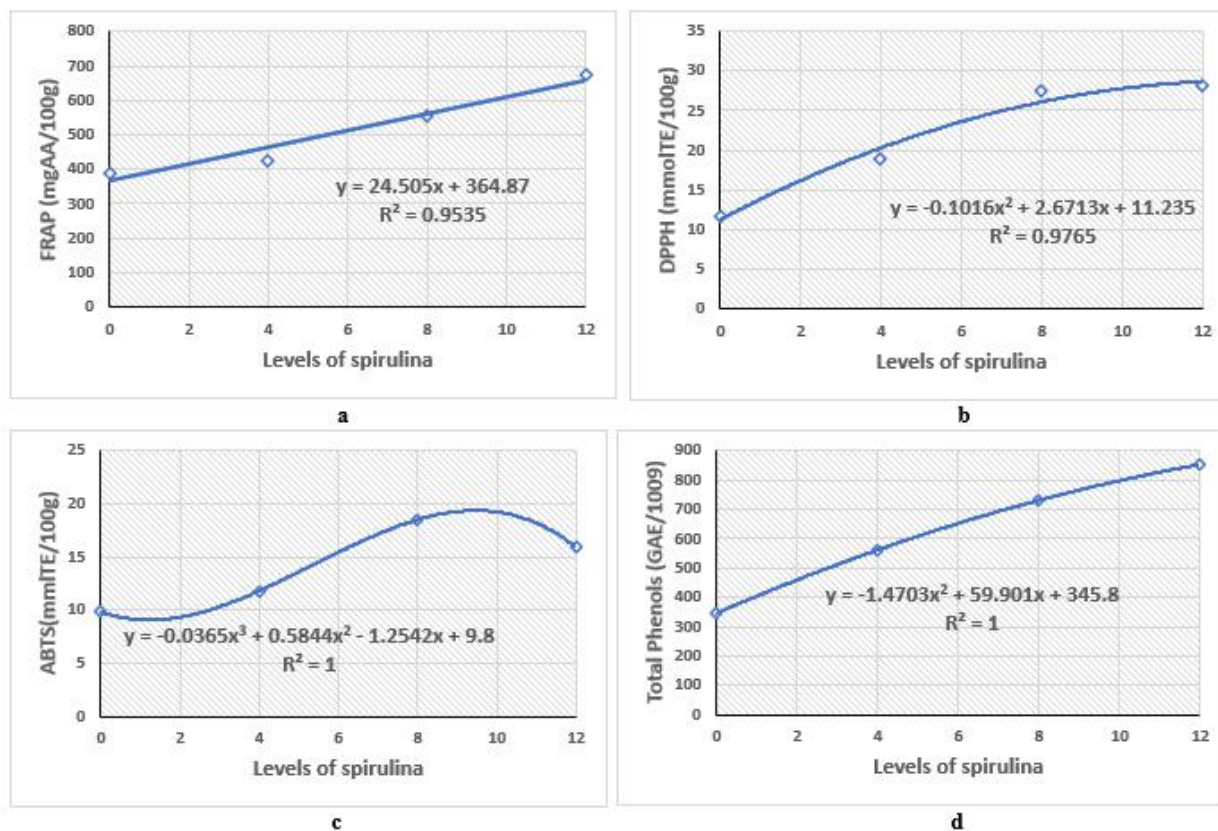 800
700
600
500
400
300
200
100
0
FRAP (mgAA/100g)
y = 24.505x + 364.87
R² = 0.9535
0 2 4 6 8 10 12
Levels of spirulina
a
35
30
25
20
15
10
5
0
DPPH (mmolTE/100g)
y = -0.1016x² + 2.6713x + 11.235
R² = 0.9765
0 2 4 6 8 10 12
Levels of spirulina
b
25
20
15
10
5
0
ABTS(mmlTE/100g)
y = -0.0365x³ + 0.5844x² - 1.2542x + 9.8
R² = 1
0 2 4 6 8 10 12
Levels of spirulina
c
900
800
700
600
500
400
300
200
100
0
Total Phenols (GAE/1009)
y = -1.4703x² + 59.901x + 345.8
R² = 1
0 2 4 6 8 10 12
Levels of spirulina
d